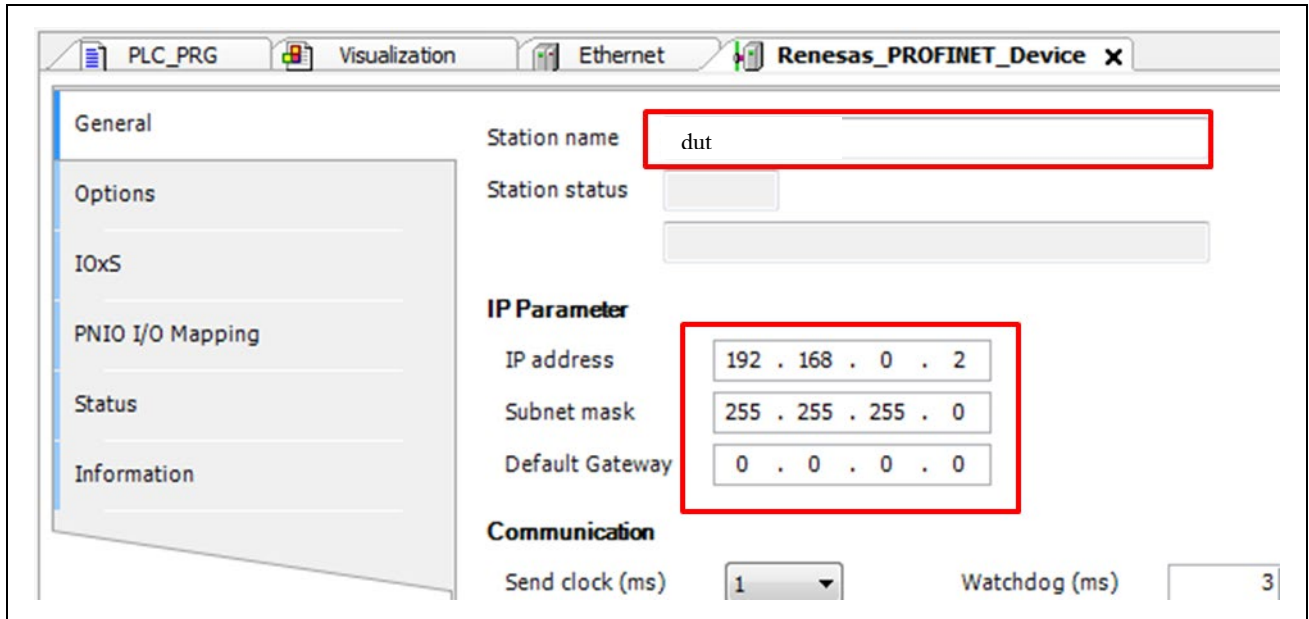 PLC_PRG Visualization Ethernet Renesas_PROFINET_Device X
General
Options
IOxS
PNIO I/O Mapping
Status
Information
Station name dut
Station status
IP Parameter
IP address 192 . 168 . 0 . 2
Subnet mask 255 . 255 . 255 . 0
Default Gateway 0 . 0 . 0 . 0
Communication
Send clock (ms) 1 Watchdog (ms) 3